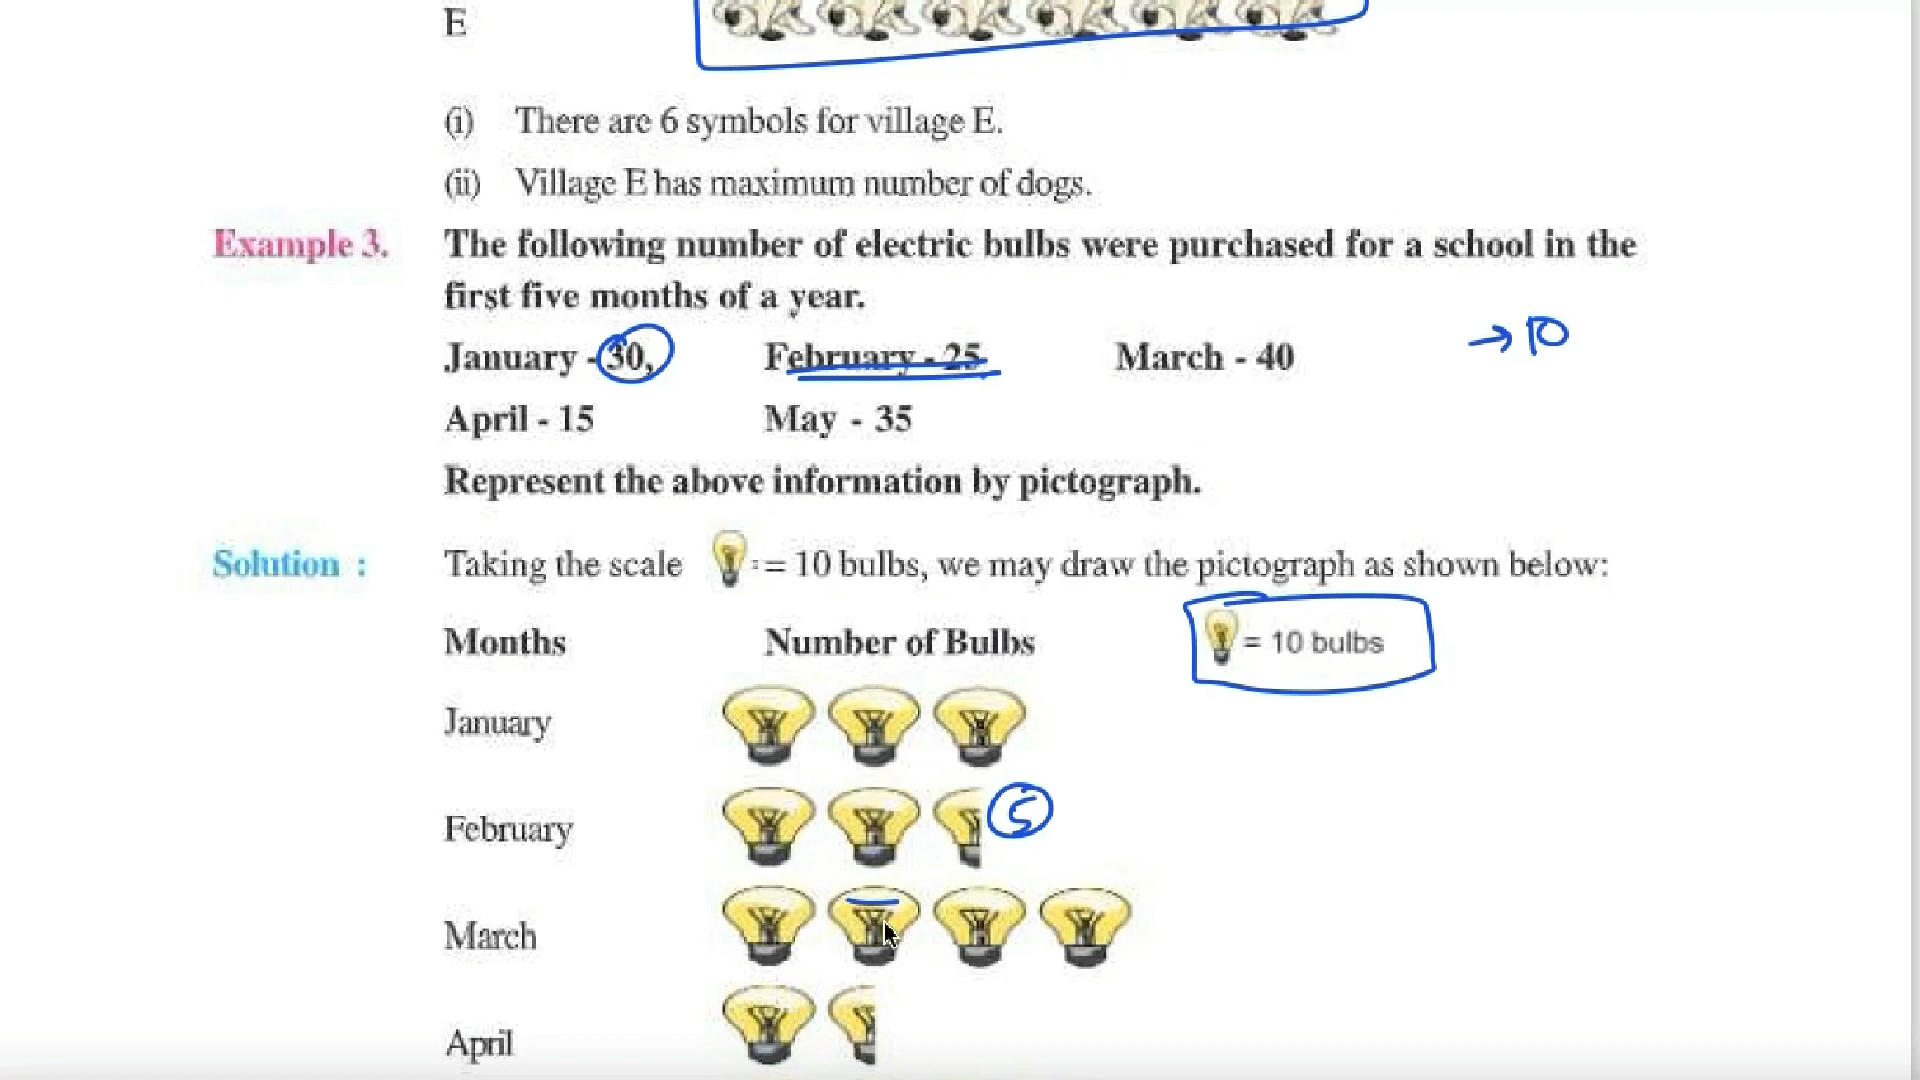 E
(i) There are 6 symbols for village E.
(ii) Village E has maximum number of dogs.
Example 3. The following number of electric bulbs were purchased for a school in the
first five months of a year.
January - 30, February - 25 March - 40 → 10
April - 15 May - 35
Represent the above information by pictograph.
Solution : Taking the scale = 10 bulbs, we may draw the pictograph as shown below:
Months Number of Bulbs = 10 bulbs
January
February 5
March
April